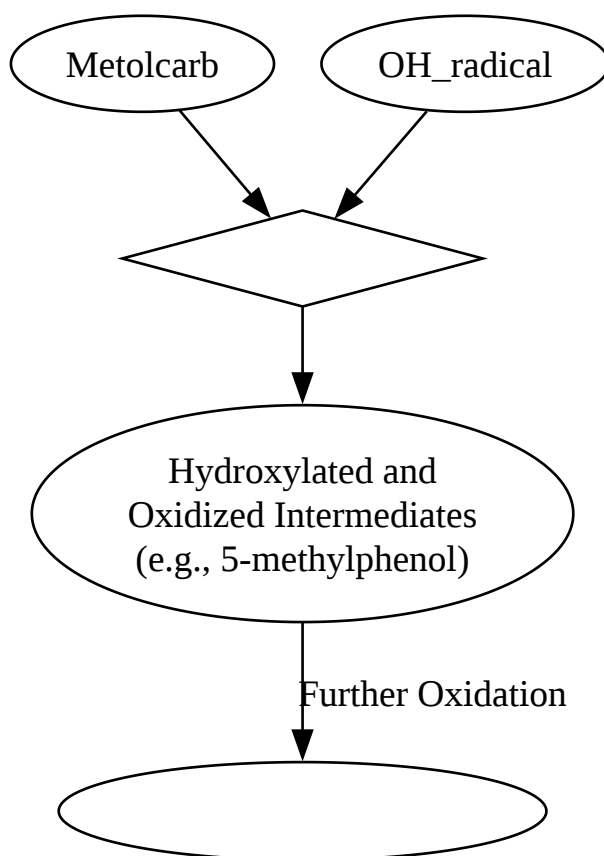 Metolcarb
OH_radical
Hydroxylated and
Oxidized Intermediates
(e.g., 5-methylphenol)
Further Oxidation